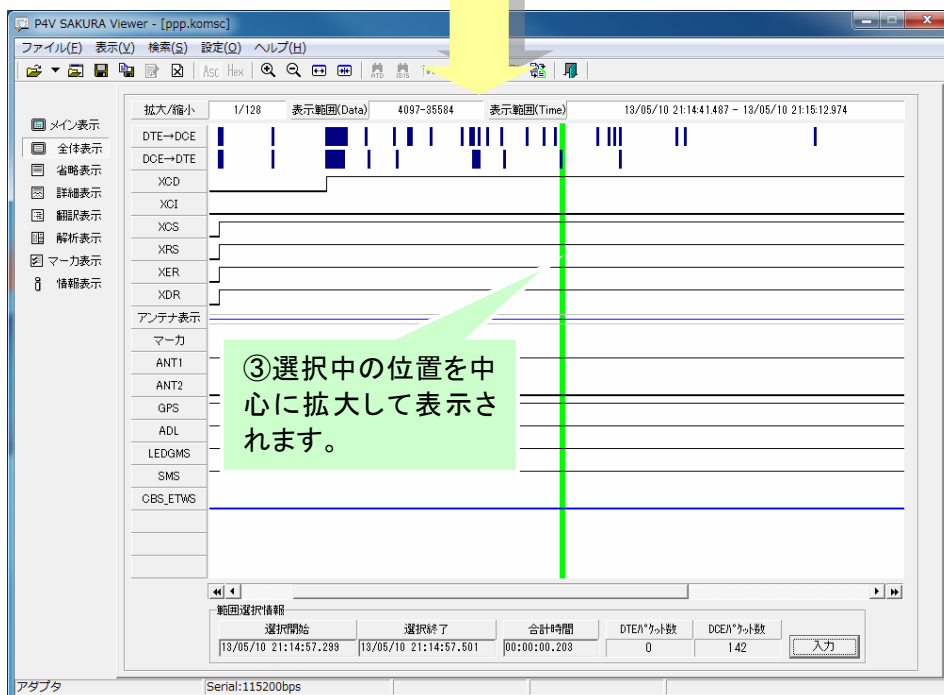 P4V SAKURA Viewer - [ppp.komsc]
ファイル(F) 表示(V) 検索(S) 設定(O) ヘルプ(H)
Asc Hex
拡大/縮小 1/128 表示範囲(Data) 4097-35584 表示範囲(Time) 13/05/10 21:14:41.487 - 13/05/10 21:15:12.974
メイン表示
全体表示
省略表示
詳細表示
翻訳表示
解析表示
マーカ表示
情報表示
DTE→DCE
DCE→DTE
XCD
XCI
XCS
XRS
XER
XDR
アンテナ表示
マーカ
ANT1
ANT2
GPS
ADL
LEDGMS
SMS
CBS_ETWS
③選択中の位置を中
心に拡大して表示さ
れます。
範囲選択情報
選択開始 選択終了 合計時間 DTEパケット数 DCEパケット数
13/05/10 21:14:57.299 13/05/10 21:14:57.501 00:00:00.203 0 142 入力
アダプタ Serial:115200bps